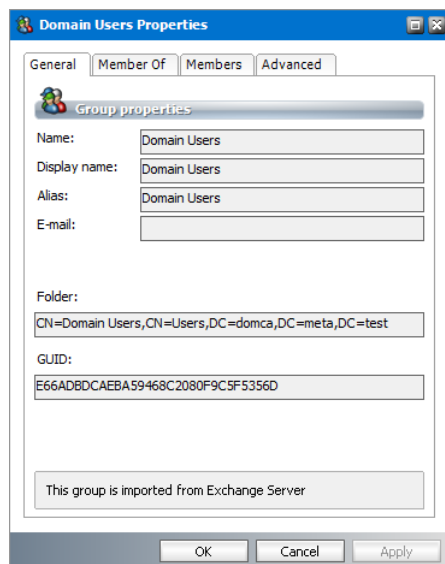 Domain Users Properties
General Member Of Members Advanced
Group properties
Name: Domain Users
Display name: Domain Users
Alias: Domain Users
E-mail:
Folder:
CN=Domain Users,CN=Users,DC=domca,DC=meta,DC=test
GUID:
E66ADBDCAEBA59468C2080F9C5F5356D
This group is imported from Exchange Server
OK Cancel Apply